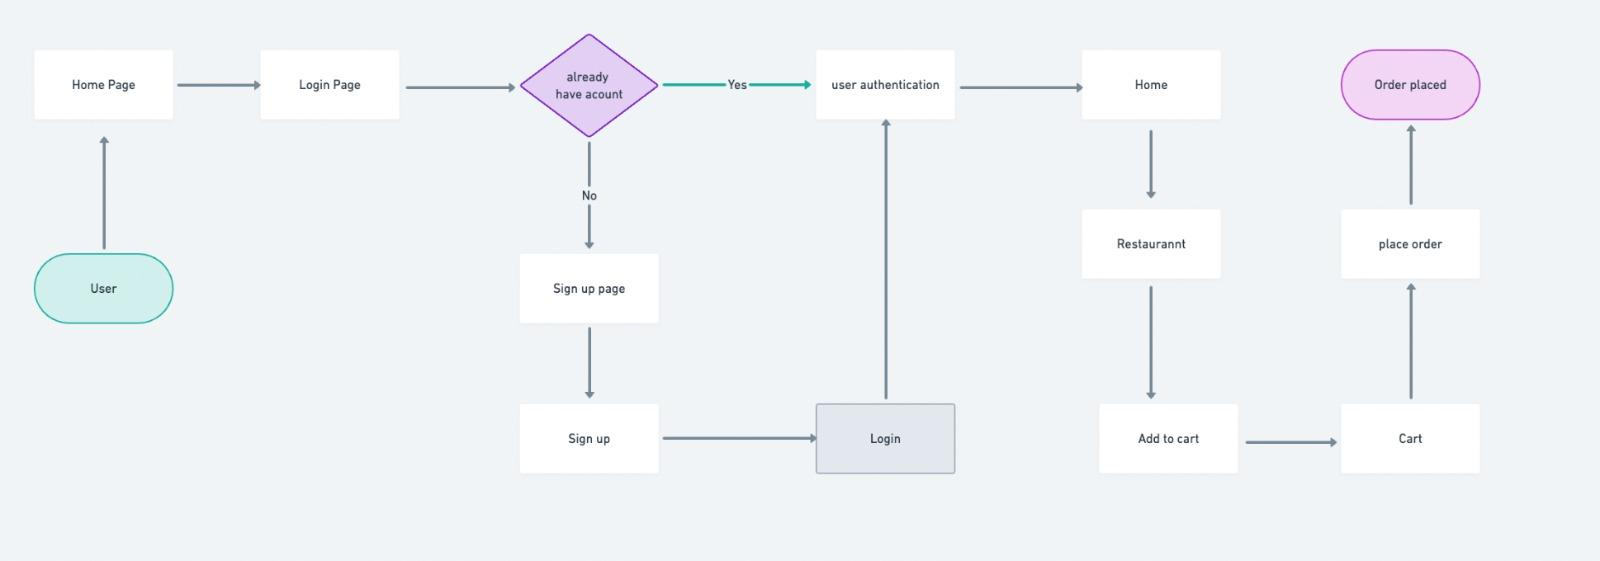 Home Page
Login Page
already
have acount
Yes
user authentication
Home
Order placed
No
Restaurannt
place order
User
Sign up page
Sign up
Login
Add to cart
Cart